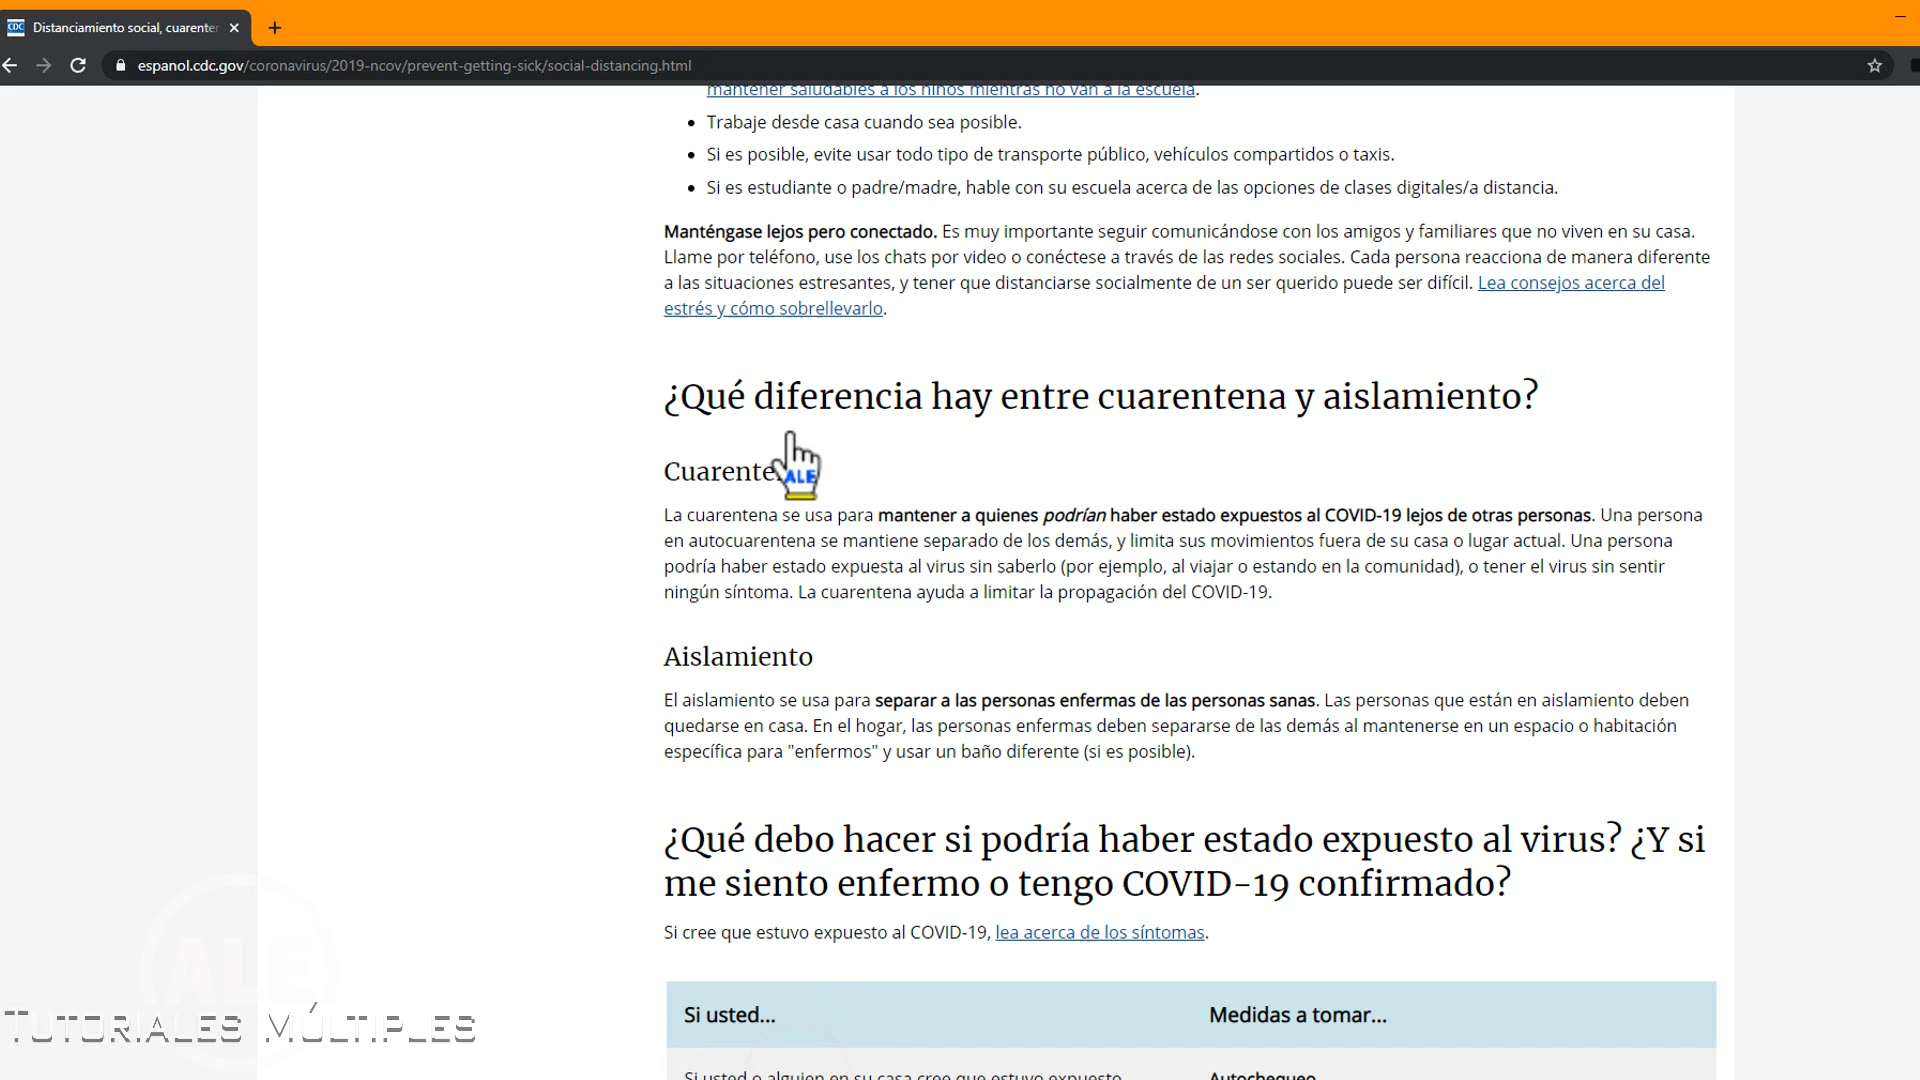 CDC Distanciamiento social, cuarente
espanol.cdc.gov/coronavirus/2019-ncov/prevent-getting-sick/social-distancing.html
mantener saludables a los niños mientras no van a la escuela.
Trabaje desde casa cuando sea posible.
Si es posible, evite usar todo tipo de transporte público, vehículos compartidos o taxis.
Si es estudiante o padre/madre, hable con su escuela acerca de las opciones de clases digitales/a distancia.
Manténgase lejos pero conectado. Es muy importante seguir comunicándose con los amigos y familiares que no viven en su casa.
Llame por teléfono, use los chats por video o conéctese a través de las redes sociales. Cada persona reacciona de manera diferente
a las situaciones estresantes, y tener que distanciarse socialmente de un ser querido puede ser difícil. Lea consejos acerca del
estrés y cómo sobrellevarlo.
¿Qué diferencia hay entre cuarentena y aislamiento?
Cuarente
ALE
La cuarentena se usa para mantener a quienes podrían haber estado expuestos al COVID-19 lejos de otras personas. Una persona
en autocuarentena se mantiene separado de los demás, y limita sus movimientos fuera de su casa o lugar actual. Una persona
podría haber estado expuesta al virus sin saberlo (por ejemplo, al viajar o estando en la comunidad), o tener el virus sin sentir
ningún síntoma. La cuarentena ayuda a limitar la propagación del COVID-19.
Aislamiento
El aislamiento se usa para separar a las personas enfermas de las personas sanas. Las personas que están en aislamiento deben
quedarse en casa. En el hogar, las personas enfermas deben separarse de las demás al mantenerse en un espacio o habitación
específica para "enfermos" y usar un baño diferente (si es posible).
¿Qué debo hacer si podría haber estado expuesto al virus? ¿Y si
me siento enfermo o tengo COVID-19 confirmado?
Si cree que estuvo expuesto al COVID-19, lea acerca de los síntomas.
Si usted... Medidas a tomar...
Si usted o alguien en su casa cree que estuvo expuesto Autochequeo
ALE
TUTORIALES MÚLTIPLES